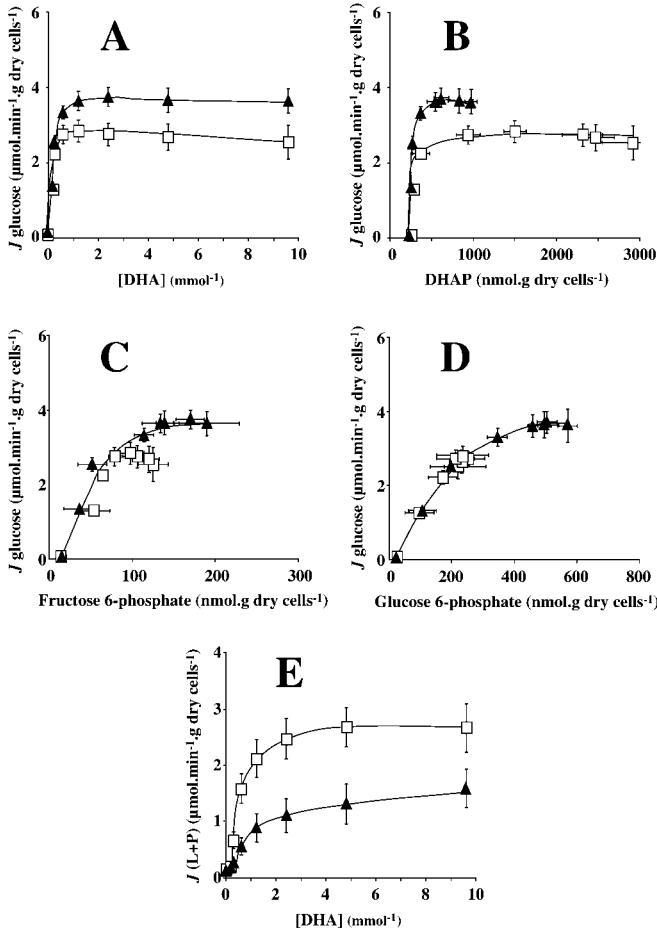 A
J glucose (µmol.min⁻¹.g dry cells⁻¹)
6
4
2
0
0 2 4 6 8 10
[DHA] (mmol⁻¹)
B
J glucose (µmol.min⁻¹.g dry cells⁻¹)
6
4
2
0
0 1000 2000 3000
DHAP (nmol.g dry cells⁻¹)
C
J glucose (µmol.min⁻¹.g dry cells⁻¹)
6
4
2
0
0 100 200 300
Fructose 6-phosphate (nmol.g dry cells⁻¹)
D
J glucose (µmol.min⁻¹.g dry cells⁻¹)
6
4
2
0
0 200 400 600 800
Glucose 6-phosphate (nmol.g dry cells⁻¹)
E
J (L+P) (µmol.min⁻¹.g dry cells⁻¹)
4
3
2
1
0
0 2 4 6 8 10
[DHA] (mmol⁻¹)